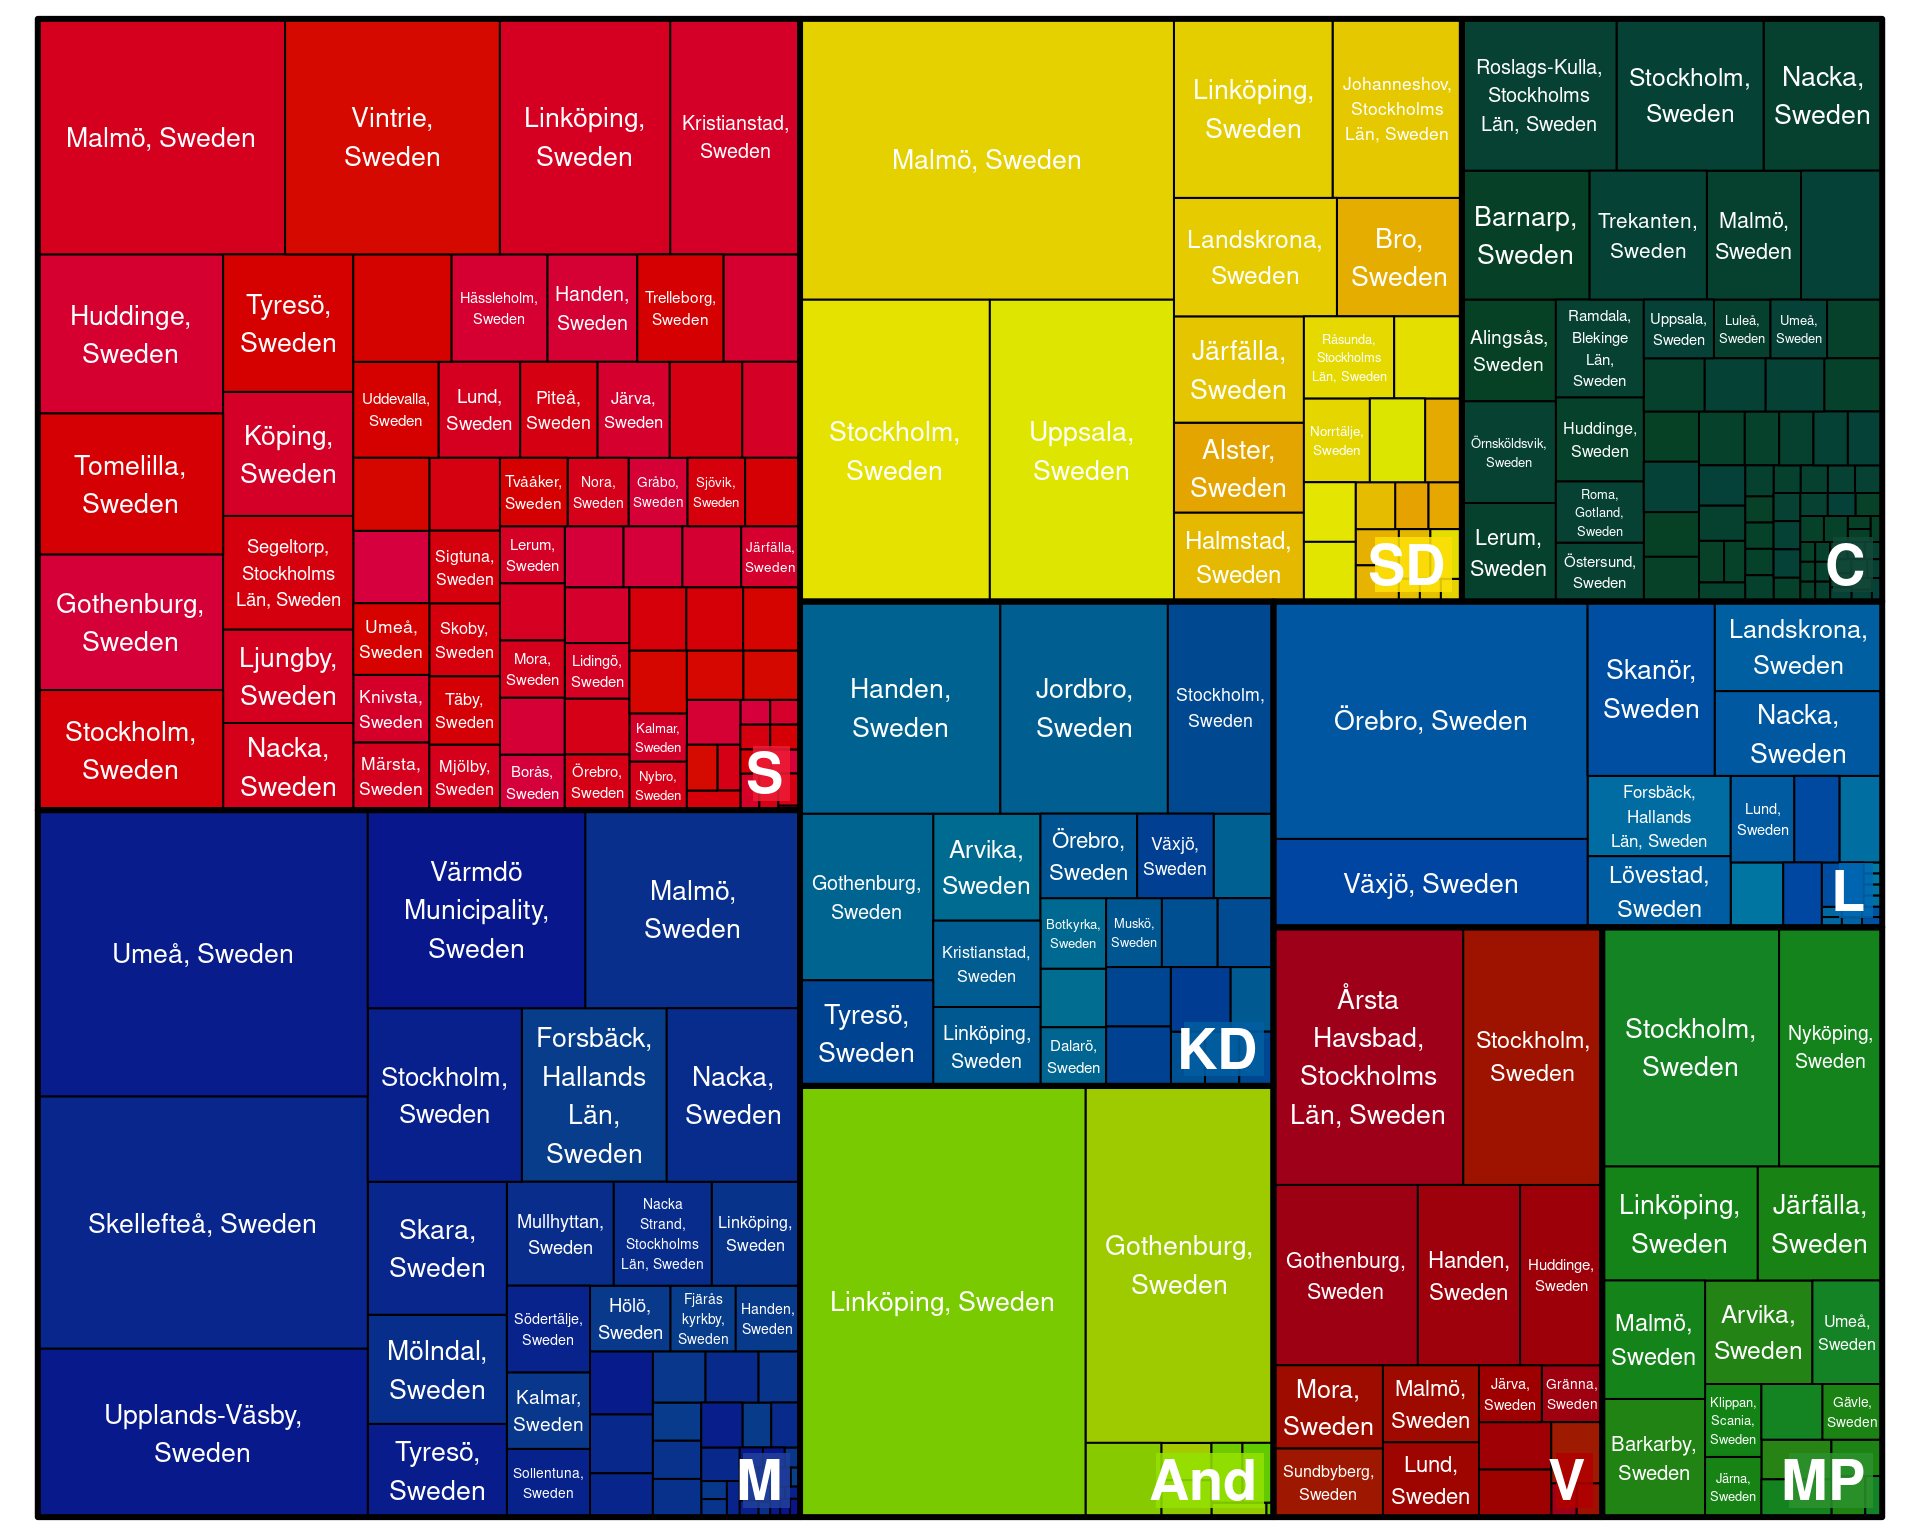 Malmö, Sweden
Vintrie,
Sweden
Linköping,
Sweden
Kristianstad,
Sweden
Huddinge,
Sweden
Tyresö,
Sweden
Hässleholm,
Sweden
Handen,
Sweden
Trelleborg,
Sweden
Uddevalla,
Sweden
Lund,
Sweden
Piteå,
Sweden
Järva,
Sweden
Tomelilla,
Sweden
Köping,
Sweden
Tvååker,
Sweden
Nora,
Sweden
Gråbo,
Sweden
Sjövik,
Sweden
Gothenburg,
Sweden
Segeltorp,
Stockholms
Län, Sweden
Sigtuna,
Sweden
Lerum,
Sweden
Järfälla,
Sweden
Umeå,
Sweden
Skoby,
Sweden
Ljungby,
Sweden
Mora,
Sweden
Lidingö,
Sweden
Knivsta,
Sweden
Täby,
Sweden
Stockholm,
Sweden
Nacka,
Sweden
Kalmar,
Sweden
Märsta,
Sweden
Mjölby,
Sweden
Borås,
Sweden
Örebro,
Sweden
Nybro,
Sweden
S
Malmö, Sweden
Linköping,
Sweden
Johanneshov,
Stockholms
Län, Sweden
Landskrona,
Sweden
Bro,
Sweden
Stockholm,
Sweden
Uppsala,
Sweden
Järfälla,
Sweden
Råsunda,
Stockholms
Län, Sweden
Alster,
Sweden
Norrtälje,
Sweden
Halmstad,
Sweden
SD
Roslags-Kulla,
Stockholms
Län, Sweden
Stockholm,
Sweden
Nacka,
Sweden
Barnarp,
Sweden
Trekanten,
Sweden
Malmö,
Sweden
Alingsås,
Sweden
Ramdala,
Blekinge
Län,
Sweden
Uppsala,
Sweden
Luleå,
Sweden
Umeå,
Sweden
Örnsköldsvik,
Sweden
Huddinge,
Sweden
Roma,
Gotland,
Sweden
Lerum,
Sweden
Östersund,
Sweden
C
Umeå, Sweden
Värmdö
Municipality,
Sweden
Malmö,
Sweden
Stockholm,
Sweden
Forsbäck,
Hallands
Län,
Sweden
Nacka,
Sweden
Skellefteå, Sweden
Skara,
Sweden
Mullhyttan,
Sweden
Nacka
Strand,
Stockholms
Län, Sweden
Linköping,
Sweden
Södertälje,
Sweden
Hölö,
Sweden
Fjärås
kyrkby,
Sweden
Handen,
Sweden
Mölndal,
Sweden
Upplands-Väsby,
Sweden
Kalmar,
Sweden
Tyresö,
Sweden
Sollentuna,
Sweden
M
Handen,
Sweden
Jordbro,
Sweden
Stockholm,
Sweden
Gothenburg,
Sweden
Arvika,
Sweden
Örebro,
Sweden
Växjö,
Sweden
Kristianstad,
Sweden
Botkyrka,
Sweden
Muskö,
Sweden
Tyresö,
Sweden
Linköping,
Sweden
Dalarö,
Sweden
KD
Örebro, Sweden
Skanör,
Sweden
Landskrona,
Sweden
Nacka,
Sweden
Forsbäck,
Hallands
Län, Sweden
Lund,
Sweden
Växjö, Sweden
Lövestad,
Sweden
L
Linköping, Sweden
Gothenburg,
Sweden
And
Årsta
Havsbad,
Stockholms
Län, Sweden
Stockholm,
Sweden
Gothenburg,
Sweden
Handen,
Sweden
Huddinge,
Sweden
Mora,
Sweden
Malmö,
Sweden
Järva,
Sweden
Gränna,
Sweden
Sundbyberg,
Sweden
Lund,
Sweden
V
Stockholm,
Sweden
Nyköping,
Sweden
Linköping,
Sweden
Järfälla,
Sweden
Malmö,
Sweden
Arvika,
Sweden
Umeå,
Sweden
Klippan,
Scania,
Sweden
Gävle,
Sweden
Barkarby,
Sweden
Järna,
Sweden
MP